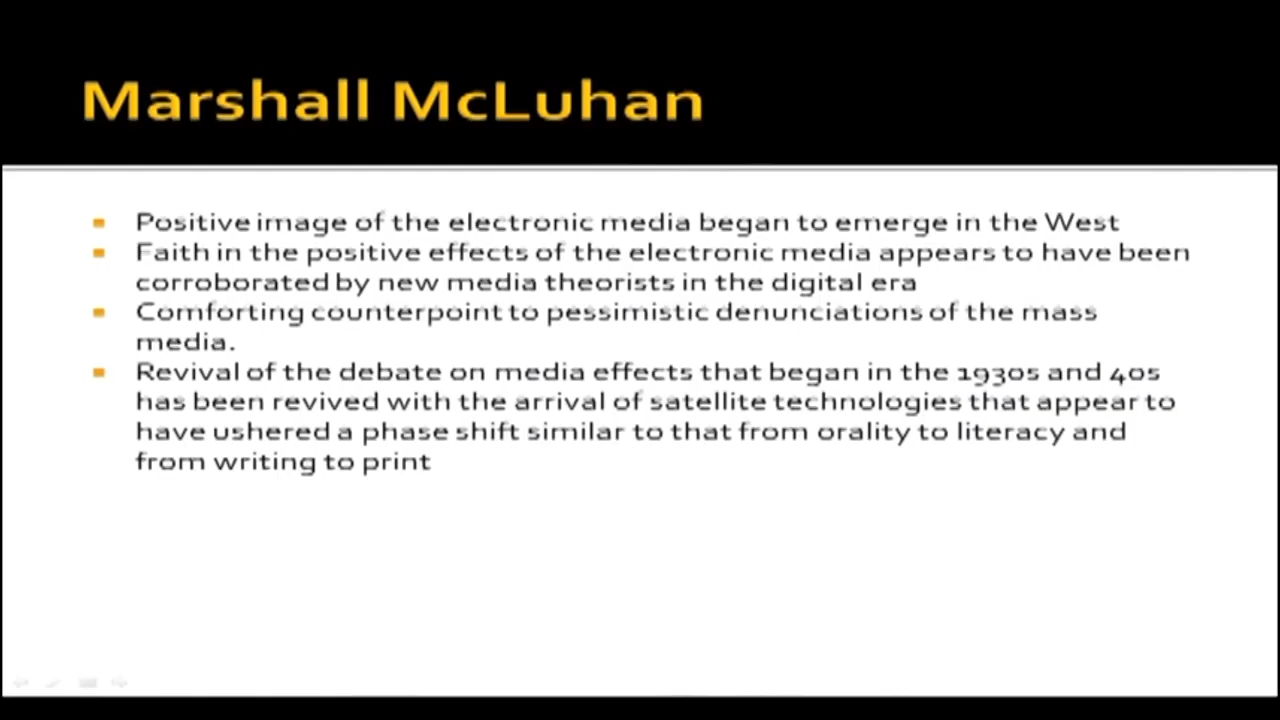 Marshall McLuhan
Positive image of the electronic media began to emerge in the West
Faith in the positive effects of the electronic media appears to have been
corroborated by new media theorists in the digital era
Comforting counterpoint to pessimistic denunciations of the mass
media.
Revival of the debate on media effects that began in the 1930s and 40s
has been revived with the arrival of satellite technologies that appear to
have ushered a phase shift similar to that from orality to literacy and
from writing to print